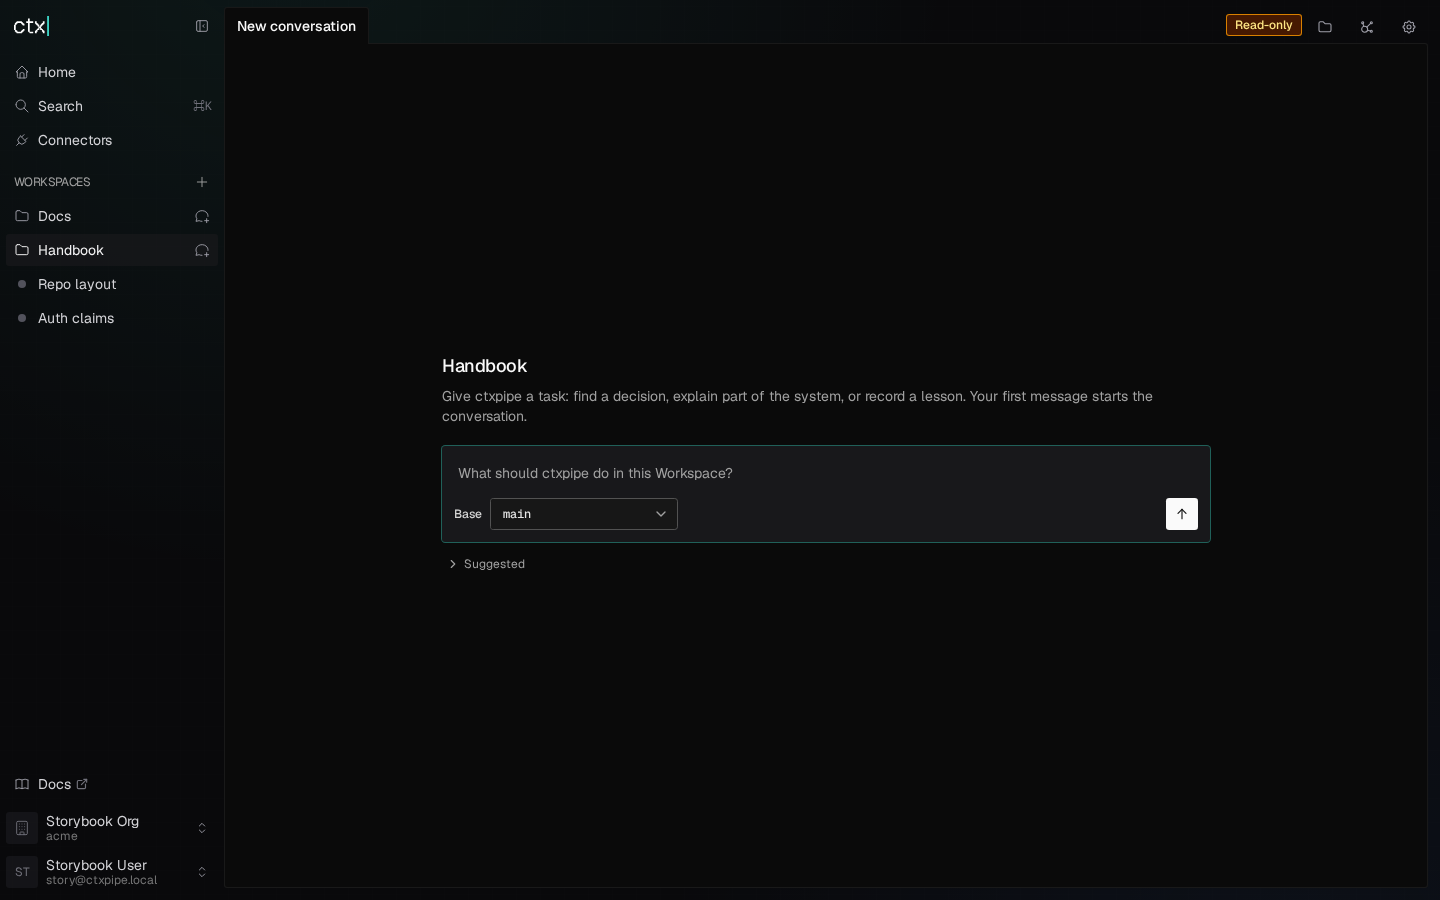 ctx
Home
Search ⌘K
Connectors
WORKSPACES
Docs
Handbook
Repo layout
Auth claims
Docs
Storybook Org
acme
ST
Storybook User
story@ctxpipe.local
New conversation
Read-only
Handbook
Give ctxpipe a task: find a decision, explain part of the system, or record a lesson. Your first message starts the
conversation.
What should ctxpipe do in this Workspace?
Base main
Suggested